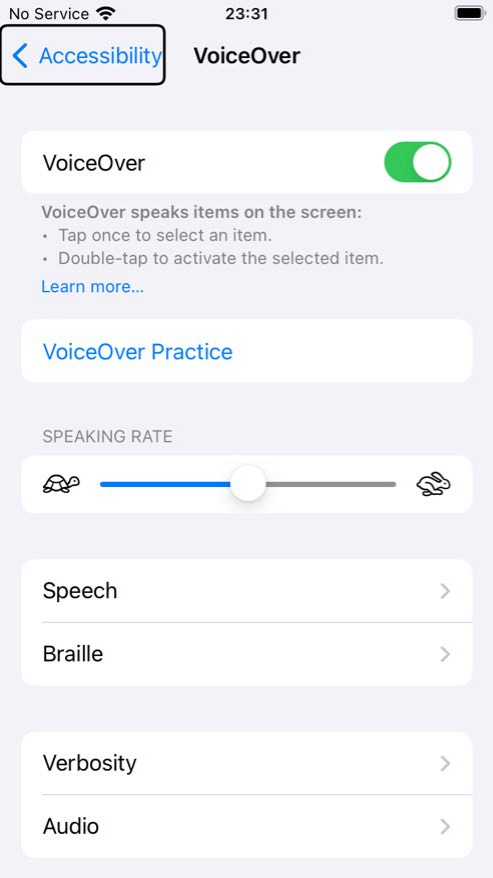 No Service 23:31
Accessibility VoiceOver
VoiceOver
VoiceOver speaks items on the screen:
• Tap once to select an item.
• Double-tap to activate the selected item.
Learn more...
VoiceOver Practice
SPEAKING RATE
Speech
Braille
Verbosity
Audio